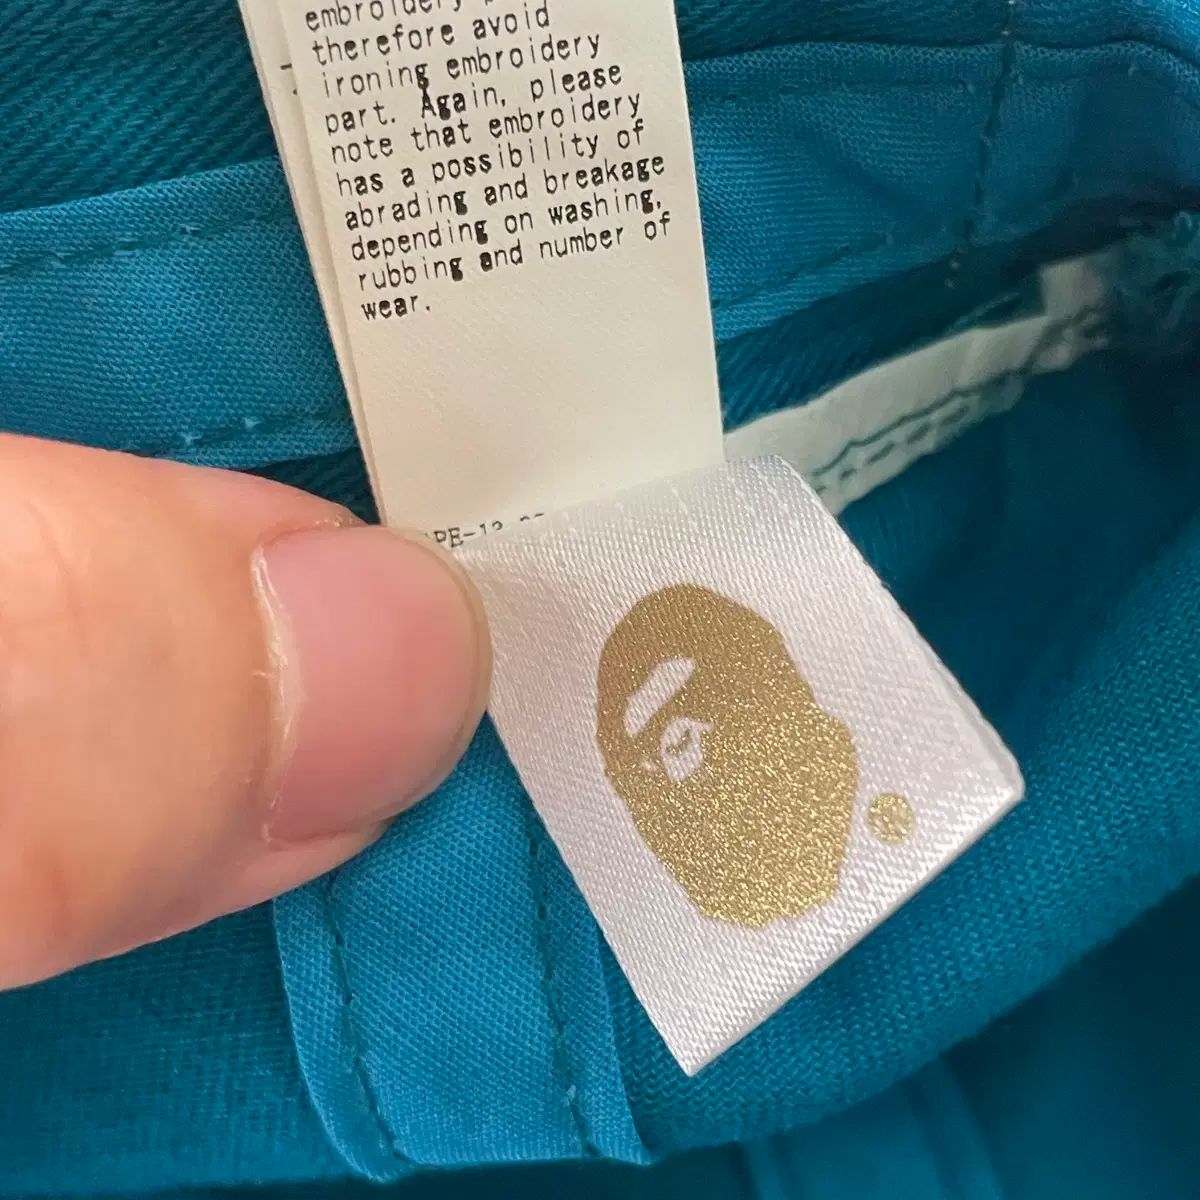 embroidery
therefore avoid
ironing embroidery
part. Again, please
note that embroidery
has a possibility of
abrading and breakage
depending on washing,
rubbing and number of
wear.